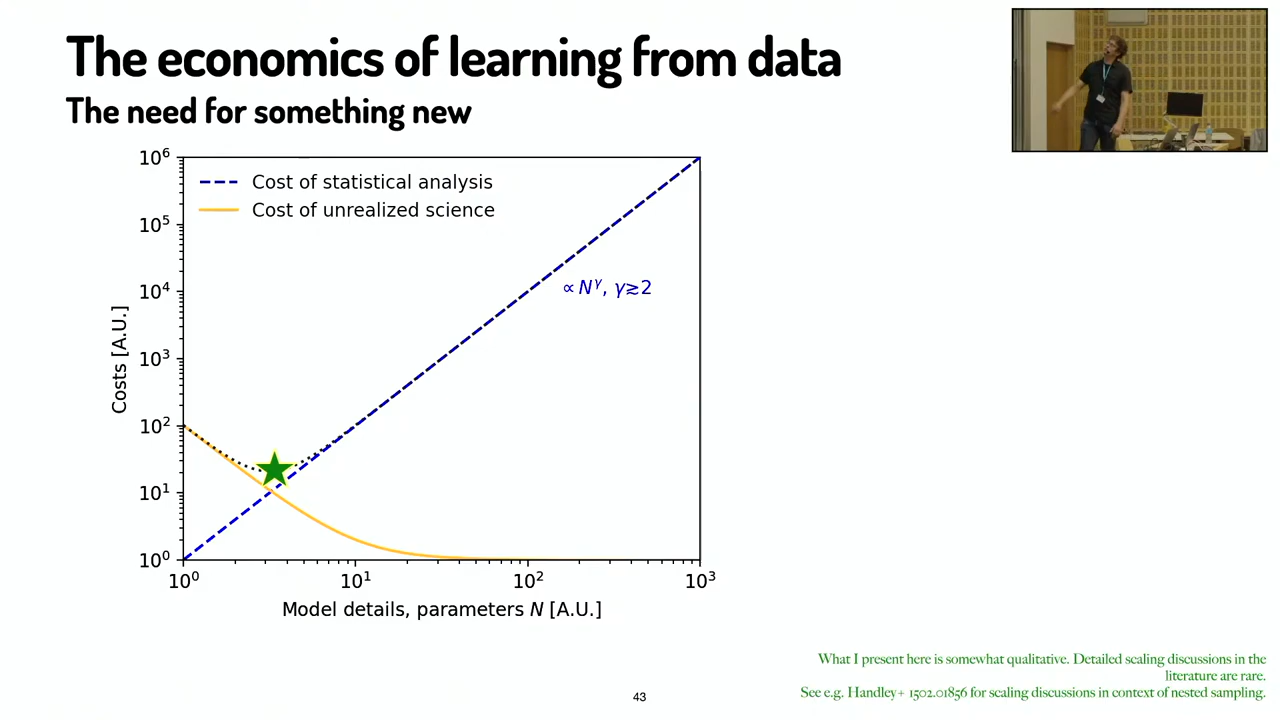 The economics of learning from data
The need for something new
10⁶
10⁵
10⁴
10³
10²
10¹
10⁰
Costs [A.U.]
Cost of statistical analysis
Cost of unrealized science
∝ N^γ, γ≳2
10⁰ 10¹ 10² 10³
Model details, parameters N [A.U.]
What I present here is somewhat qualitative. Detailed scaling discussions in the
literature are rare.
See e.g. Handley+ 1502.01856 for scaling discussions in context of nested sampling.
43